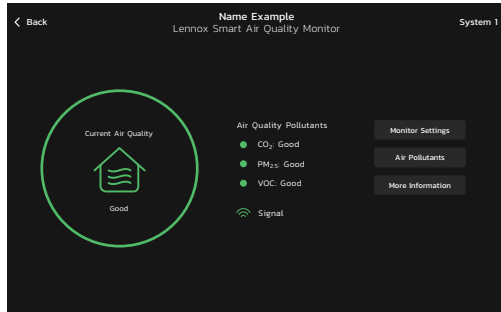 Back
Name Example
Lennox Smart Air Quality Monitor
System 1
Current Air Quality
Good
Air Quality Pollutants
CO₂: Good
PM₂.₅: Good
VOC: Good
Signal
Monitor Settings
Air Pollutants
More Information